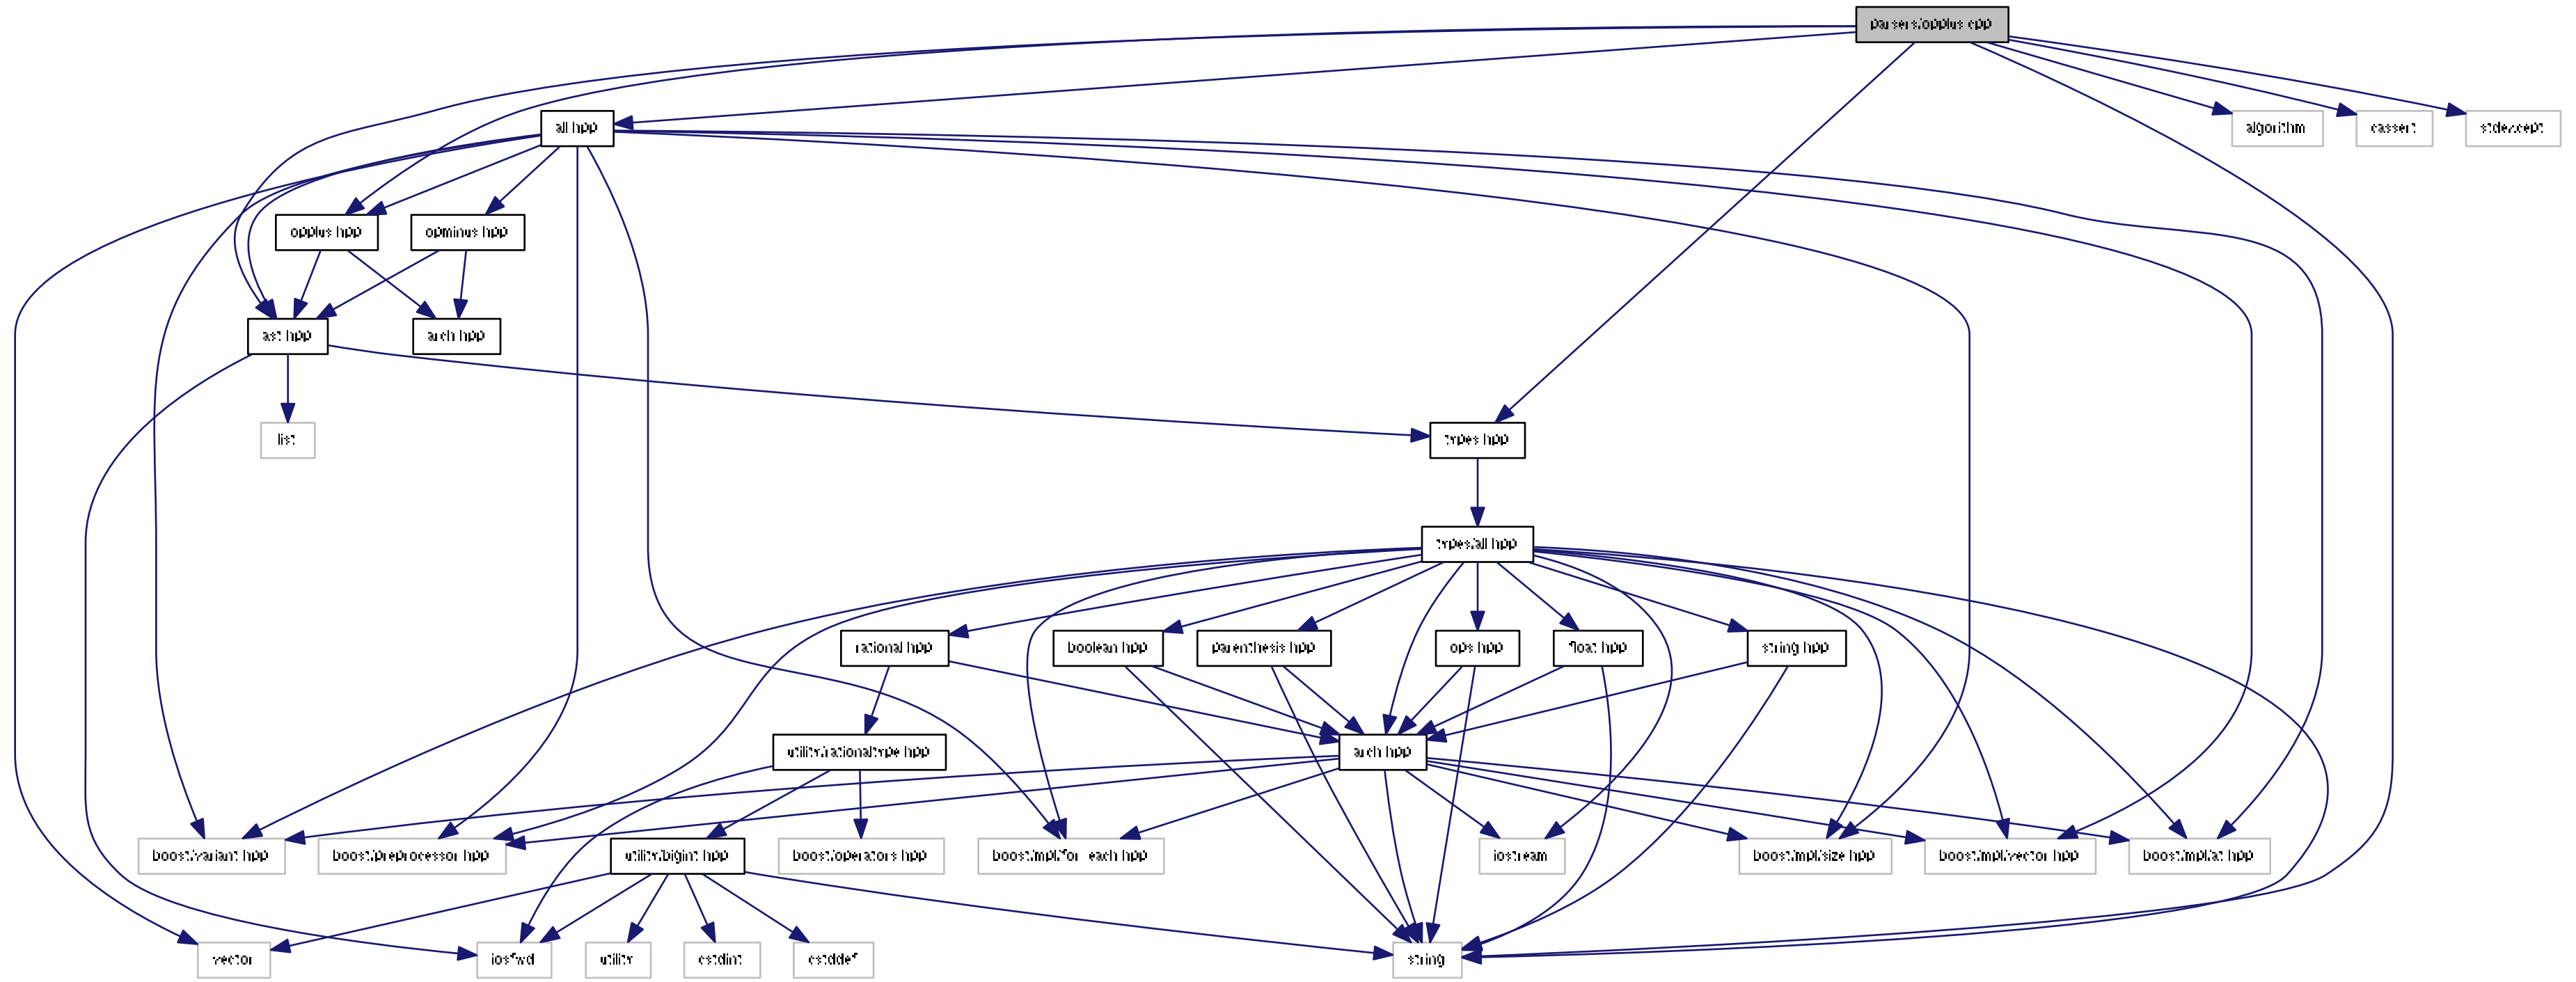 parsers/opplus.cpp
all.hpp
algorithm
cassert
stdexcept
opplus.hpp
opminus.hpp
ast.hpp
arch.hpp
list
types.hpp
types/all.hpp
rational.hpp
boolean.hpp
parenthesis.hpp
ops.hpp
float.hpp
string.hpp
utility/rationaltype.hpp
arch.hpp
boost/variant.hpp
boost/preprocessor.hpp
utility/bigint.hpp
boost/operators.hpp
boost/mpl/for_each.hpp
iostream
boost/mpl/size.hpp
boost/mpl/vector.hpp
boost/mpl/at.hpp
vector
iosfwd
utility
cstdint
cstddef
string